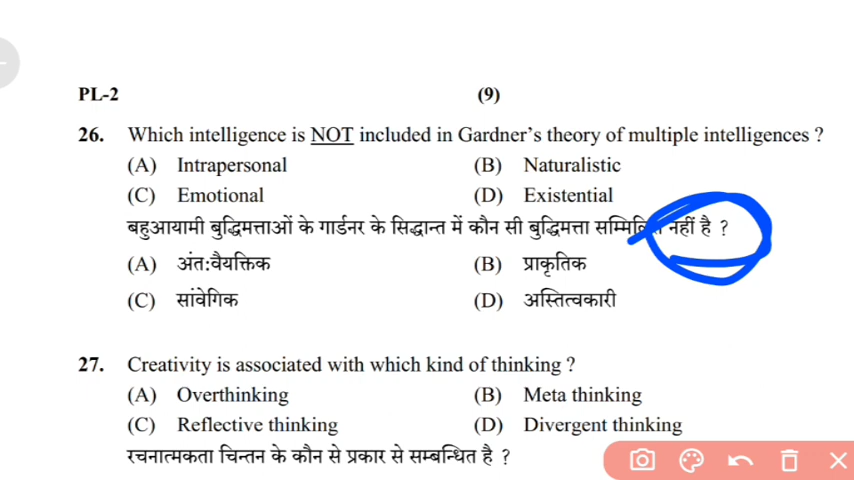 PL-2 (9)
26. Which intelligence is NOT included in Gardner's theory of multiple intelligences ?
(A) Intrapersonal (B) Naturalistic
(C) Emotional (D) Existential
बहुआयामी बुद्धिमत्ताओं के गार्डनर के सिद्धान्त में कौन सी बुद्धिमत्ता सम्मिलित नहीं है ?
(A) अंतःवैयक्तिक (B) प्राकृतिक
(C) सांवेगिक (D) अस्तित्वकारी
27. Creativity is associated with which kind of thinking ?
(A) Overthinking (B) Meta thinking
(C) Reflective thinking (D) Divergent thinking
रचनात्मकता चिन्तन के कौन से प्रकार से सम्बन्धित है ?